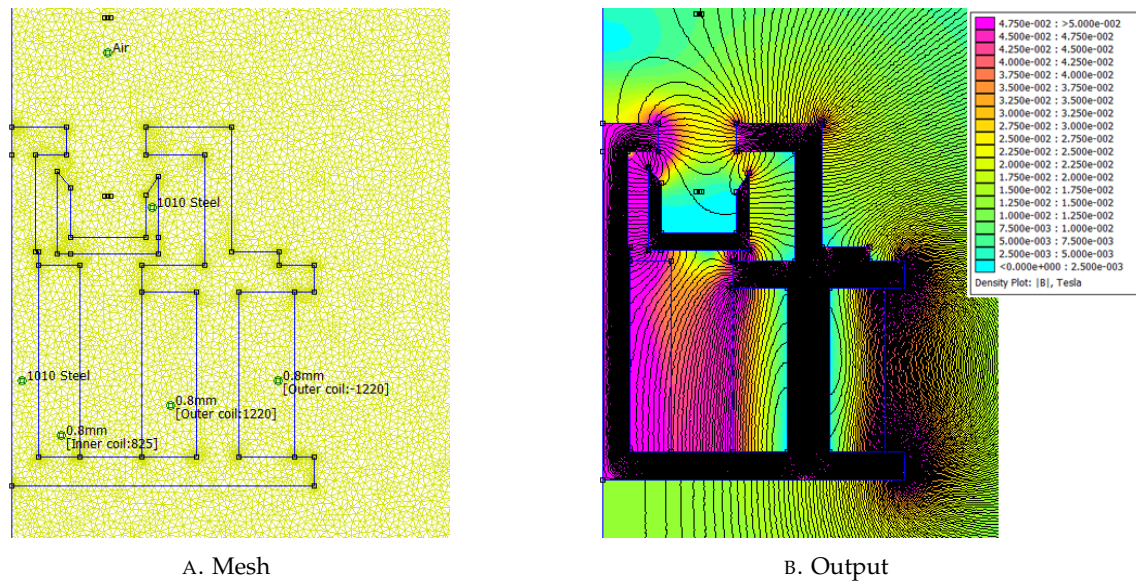 Air
1010 Steel
1010 Steel
0.8mm
[Outer coil:-1220]
0.8mm
[Outer coil:1220]
0.8mm
[Inner coil:825]
A. Mesh
4.750e-002 : >5.000e-002
4.500e-002 : 4.750e-002
4.250e-002 : 4.500e-002
4.000e-002 : 4.250e-002
3.750e-002 : 4.000e-002
3.500e-002 : 3.750e-002
3.250e-002 : 3.500e-002
3.000e-002 : 3.250e-002
2.750e-002 : 3.000e-002
2.500e-002 : 2.750e-002
2.250e-002 : 2.500e-002
2.000e-002 : 2.250e-002
1.750e-002 : 2.000e-002
1.500e-002 : 1.750e-002
1.250e-002 : 1.500e-002
1.000e-002 : 1.250e-002
7.500e-003 : 1.000e-002
5.000e-003 : 7.500e-003
2.500e-003 : 5.000e-003
<0.000e+000 : 2.500e-003
Density Plot: |B|, Tesla
B. Output